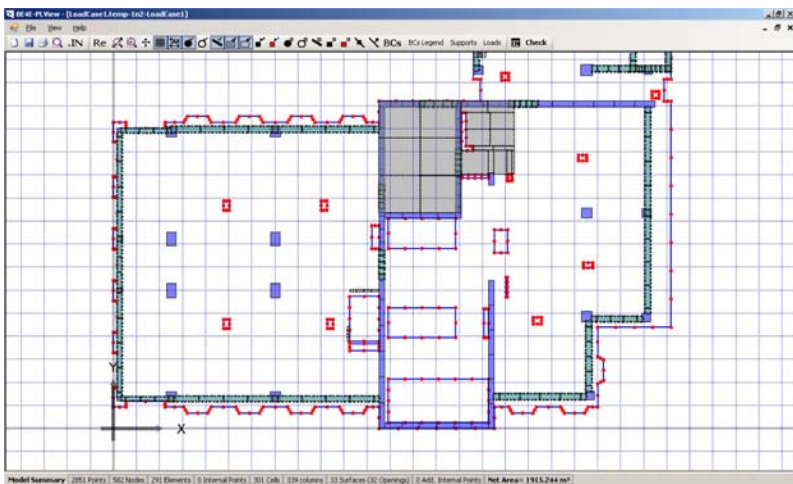 BE4E-PLView - [LoadCase1.temp-1n2-LoadCase1]
File View Help
.IN Re BCs BCs Legend Supports Loads Check
Y
X
Model Summary 2851 Points 582 Nodes 291 Elements 0 Internal Points 301 Cells 339 columns 33 Surfaces (32 Openings) 0 Add. Internal Points Net Area= 1915.244 m²